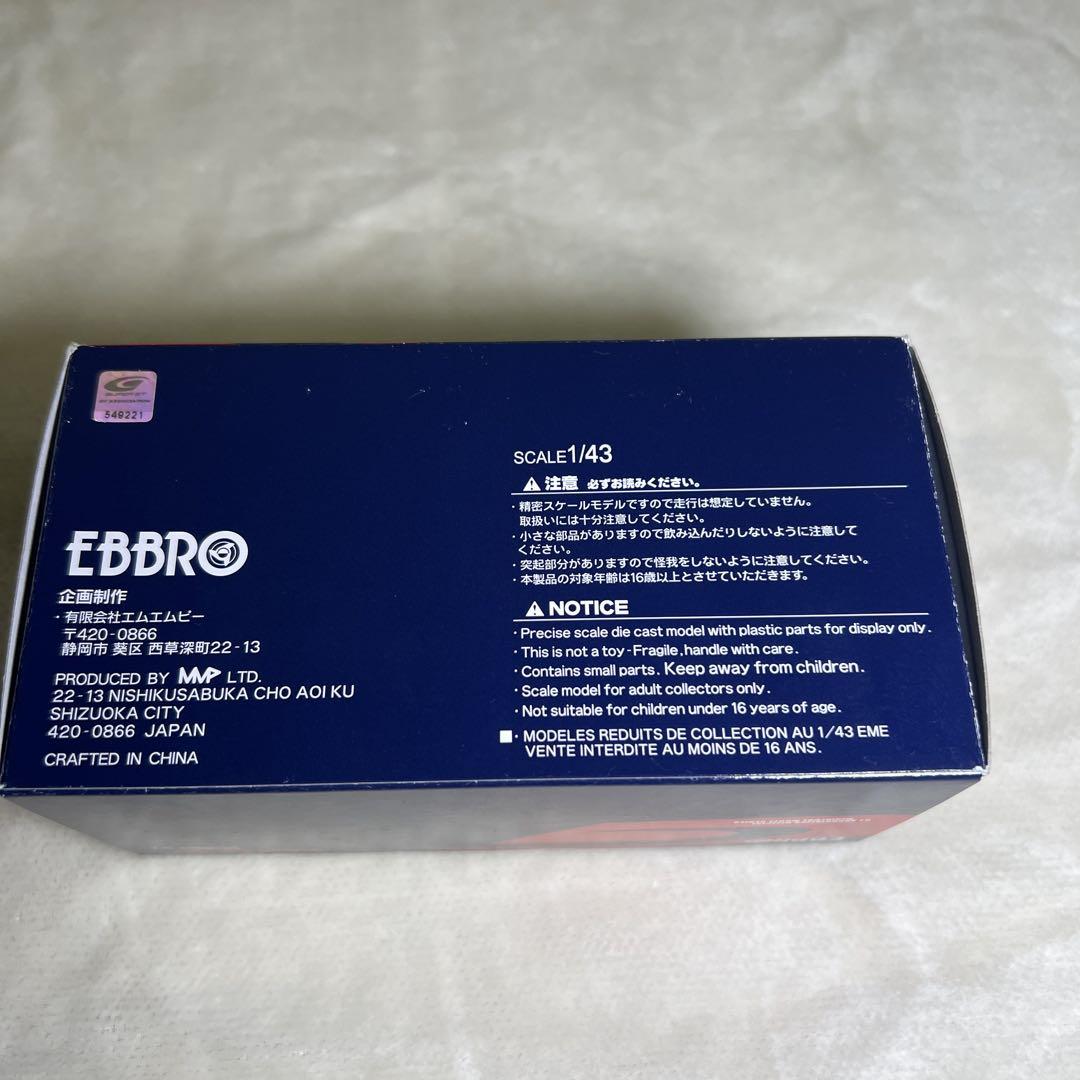 SUPER GT
GT ASSOCIATION
549221
EBBRO
企画制作
・有限会社エムエムピー
〒420-0866
静岡市 葵区 西草深町22-13
PRODUCED BY MMP LTD.
22-13 NISHIKUSABUKA CHO AOI KU
SHIZUOKA CITY
420-0866 JAPAN
CRAFTED IN CHINA
SCALE1/43
注意 必ずお読みください。
・精密スケールモデルですので走行は想定していません。
取扱いには十分注意してください。
・小さな部品がありますので飲み込んだりしないように注意して
ください。
・突起部分がありますので怪我をしないように注意してください。
・本製品の対象年齢は16歳以上とさせていただきます。
NOTICE
・Precise scale die cast model with plastic parts for display only.
・This is not a toy-Fragile,handle with care.
・Contains small parts. Keep away from children.
・Scale model for adult collectors only.
・Not suitable for children under 16 years of age.
・MODELES REDUITS DE COLLECTION AU 1/43 EME
VENTE INTERDITE AU MOINS DE 16 ANS.